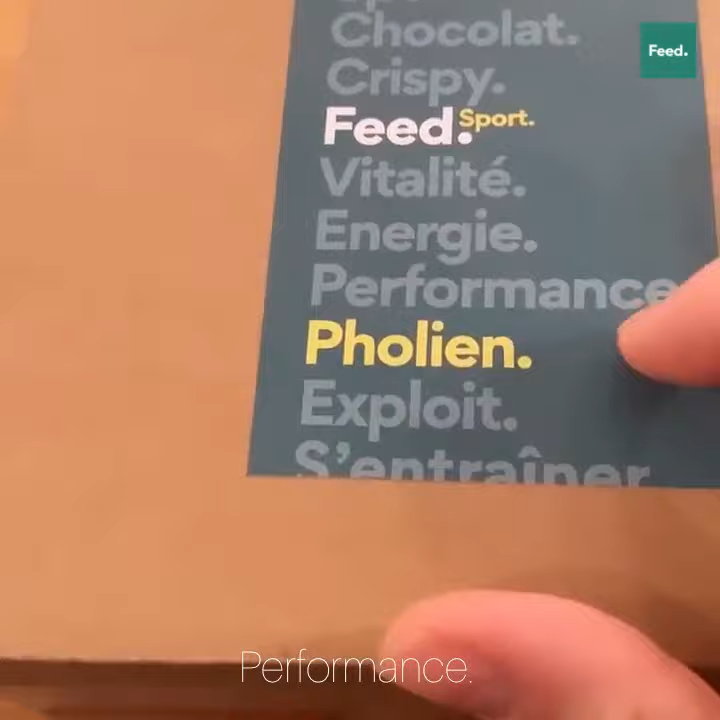 Chocolat.
Feed.
Crispy.
Feed.Sport.
Vitalité.
Energie.
Performance
Pholien.
Exploit.
S'entraîner
Performance.